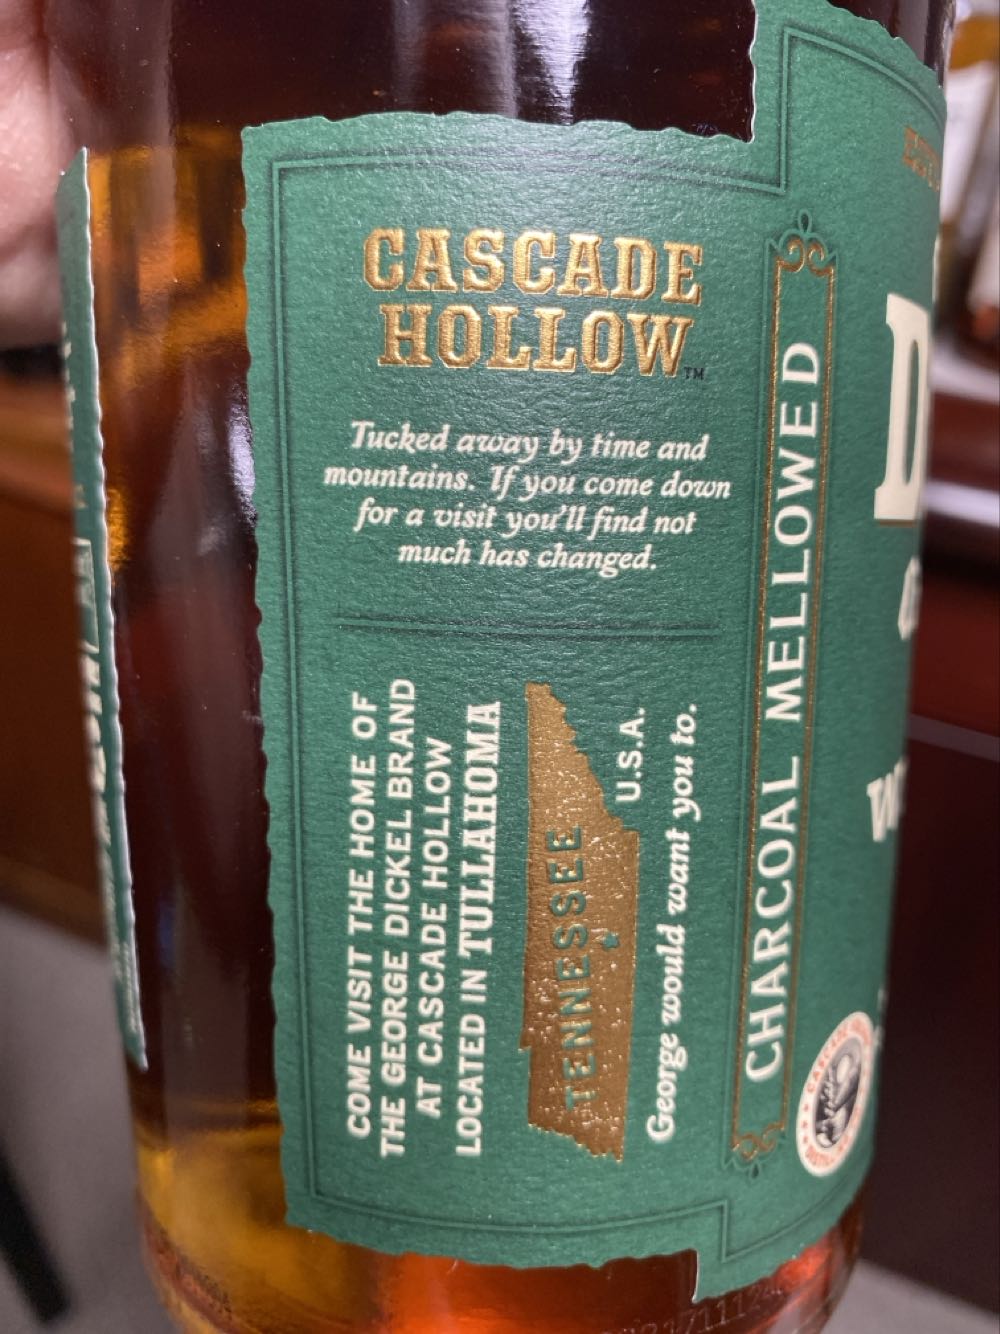 CASCADE
HOLLOW™
Tucked away by time and
mountains. If you come down
for a visit you'll find not
much has changed.
COME VISIT THE HOME OF
THE GEORGE DICKEL BRAND
AT CASCADE HOLLOW
LOCATED IN TULLAHOMA
TENNESSEE
U.S.A.
George would want you to.
CHARCOAL MELLOWED